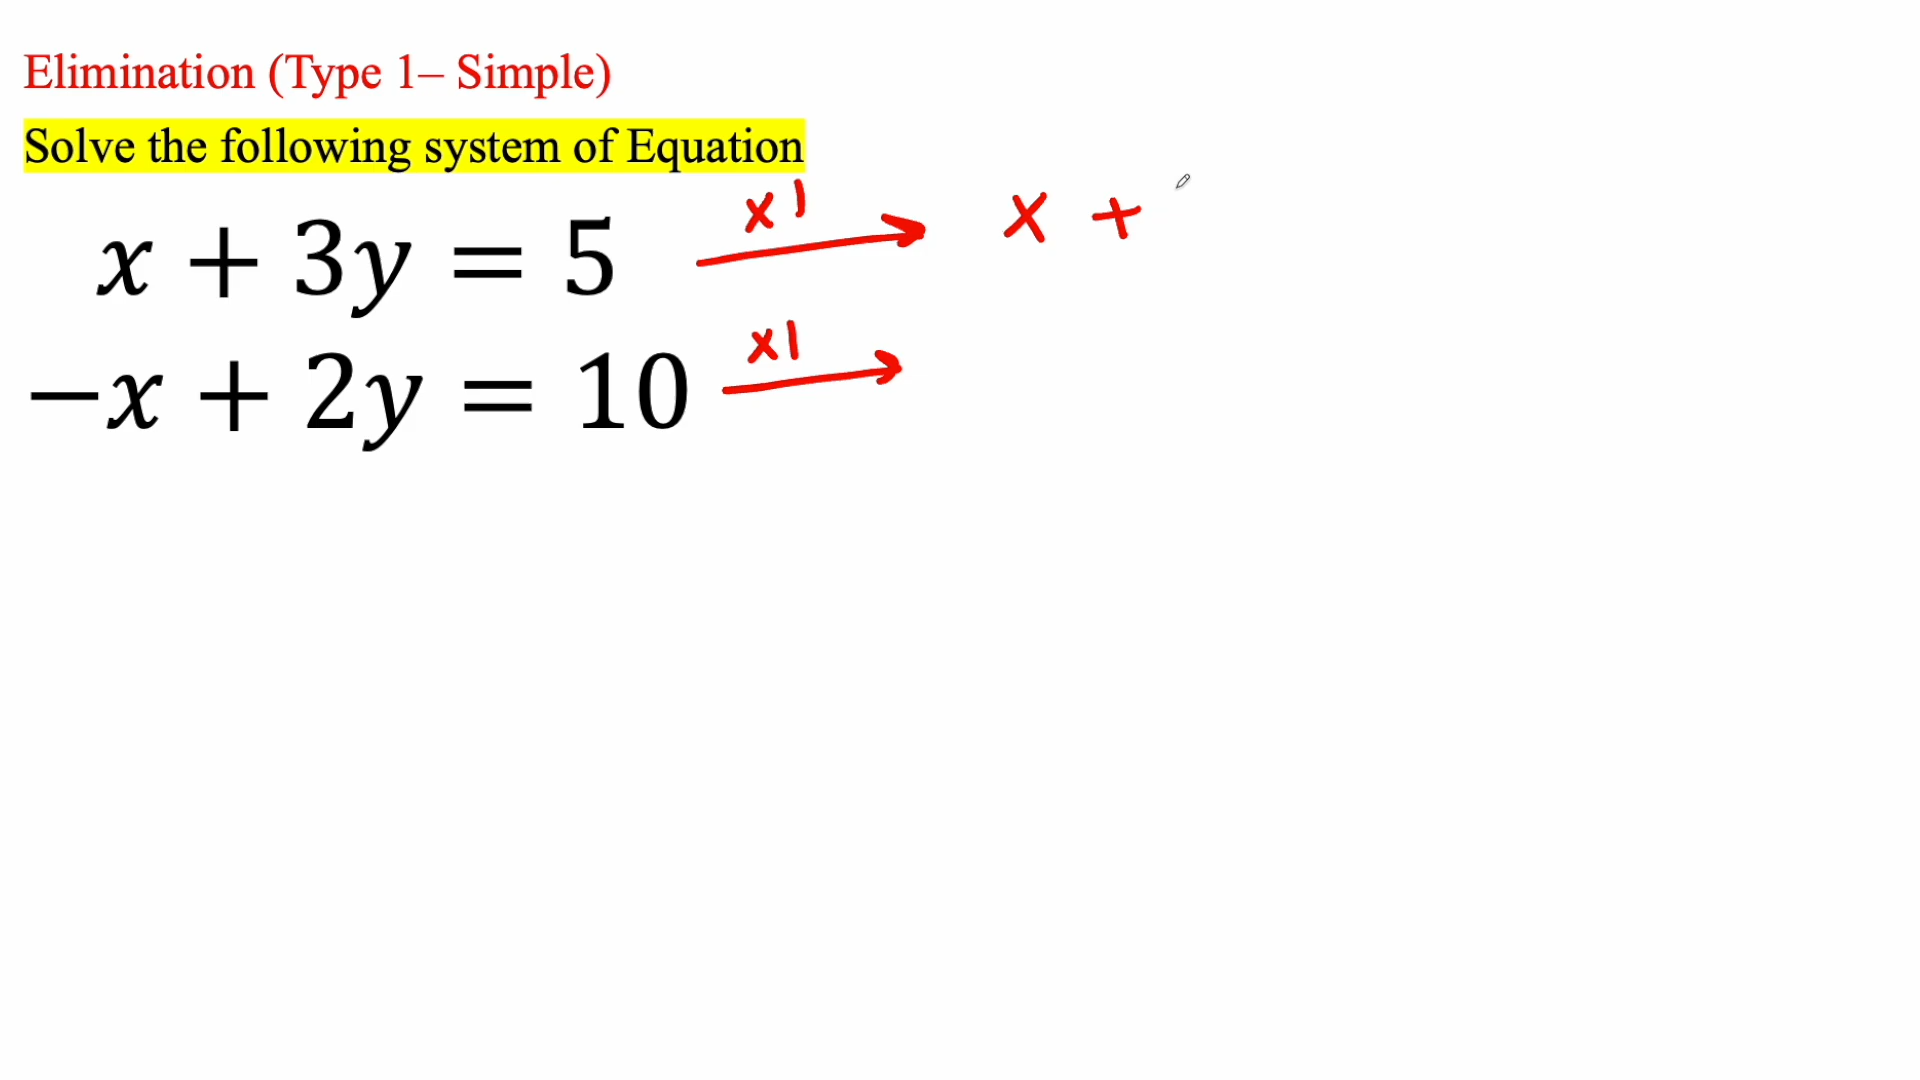 Elimination (Type 1– Simple)
Solve the following system of Equation
x + 3y = 5 x1 x +
−x + 2y = 10 x1